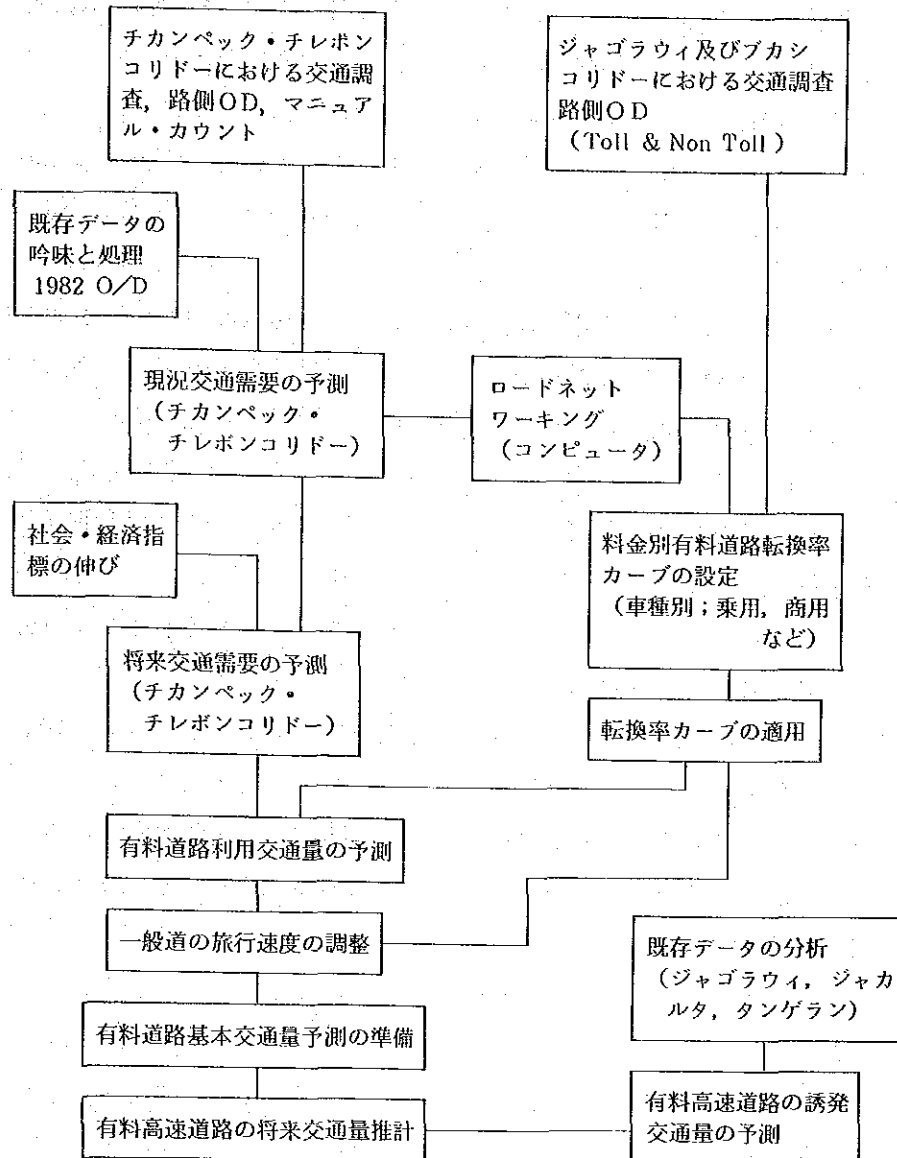 チカンペック・チレボン
コリドーにおける交通調
査，路側OD，マニュア
ル・カウント
ジャゴラウィ及びブカシ
コリドーにおける交通調査
路側OD
（Toll & Non Toll）
既存データの
吟味と処理
1982 O/D
現況交通需要の予測
（チカンペック・
チレボンコリドー）
ロードネット
ワーキング
（コンピュータ）
社会・経済指
標の伸び
料金別有料道路転換率
カーブの設定
（車種別；乗用，商用
など）
将来交通需要の予測
（チカンペック・
チレボンコリドー）
転換率カーブの適用
有料道路利用交通量の予測
一般道の旅行速度の調整
既存データの分析
（ジャゴラウィ，ジャカ
ルタ，タンゲラン）
有料道路基本交通量予測の準備
有料高速道路の将来交通量推計
有料高速道路の誘発
交通量の予測